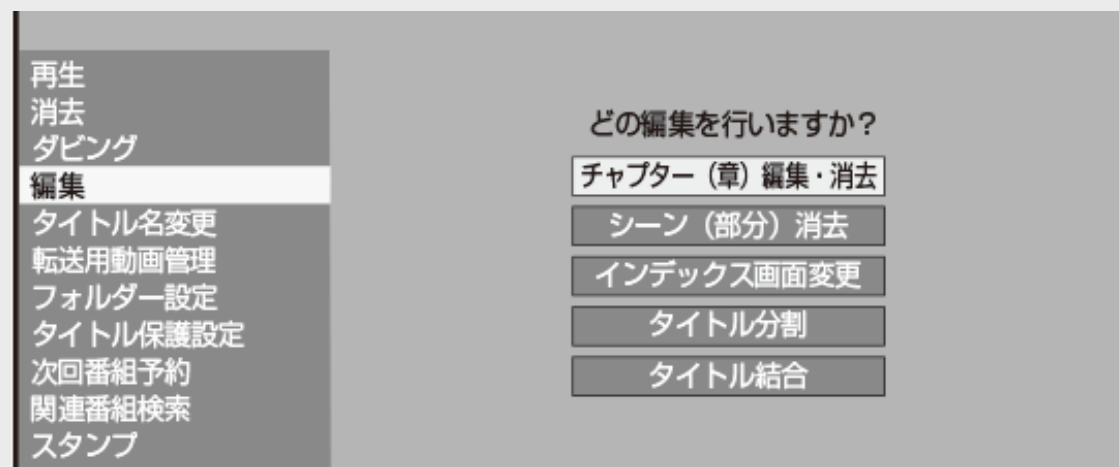 再生
消去
ダビング
編集
タイトル名変更
転送用動画管理
フォルダー設定
タイトル保護設定
次回番組予約
関連番組検索
スタンプ
どの編集を行いますか？
チャプター（章）編集・消去
シーン（部分）消去
インデックス画面変更
タイトル分割
タイトル結合